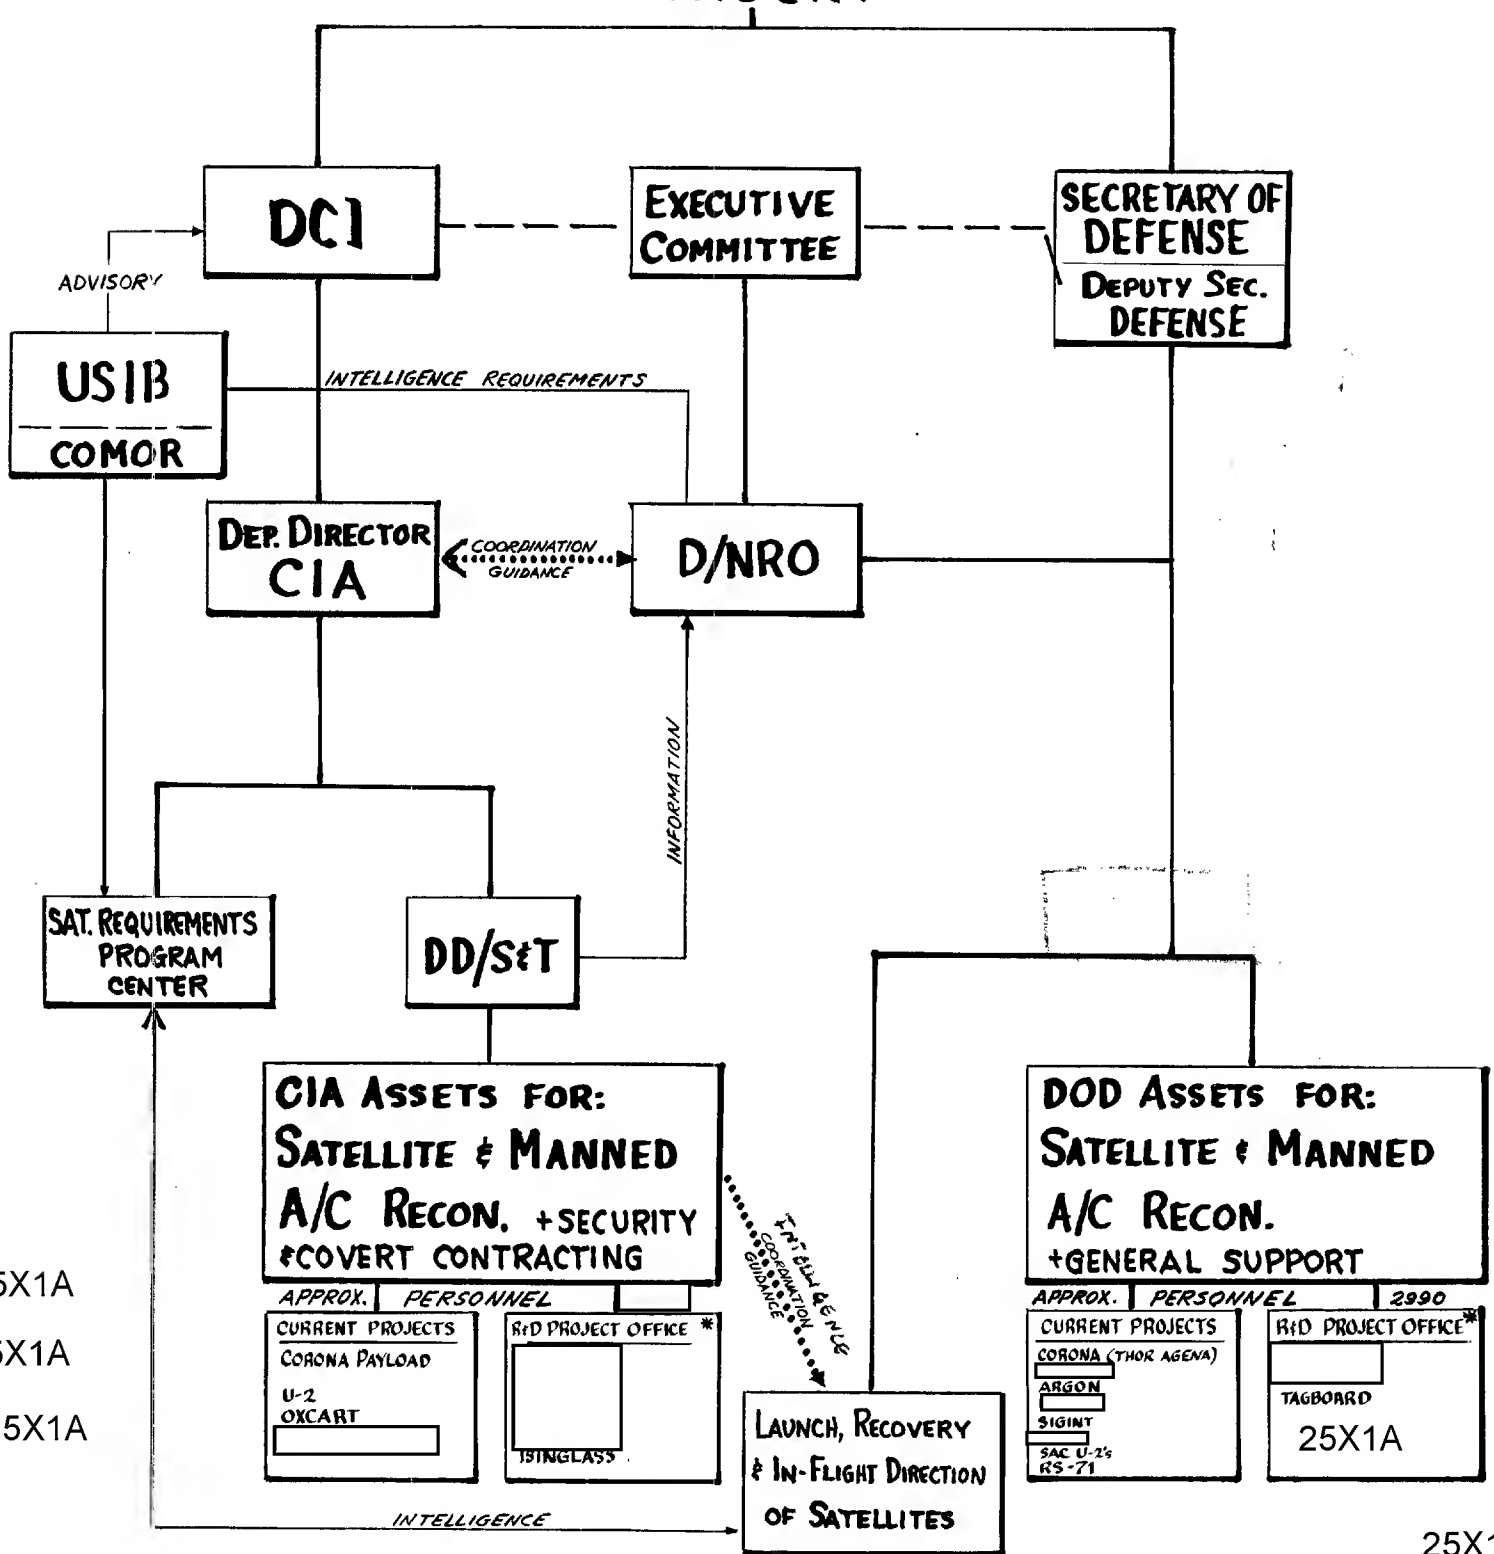 DCI
EXECUTIVE
COMMITTEE
SECRETARY OF
DEFENSE
DEPUTY SEC.
DEFENSE
ADVISORY
USIB
COMOR
INTELLIGENCE REQUIREMENTS
DEP. DIRECTOR
CIA
COORDINATION
GUIDANCE
D/NRO
INFORMATION
SAT. REQUIREMENTS
PROGRAM
CENTER
DD/S&T
CIA ASSETS FOR:
SATELLITE & MANNED
A/C RECON. + SECURITY
& COVERT CONTRACTING
DOD ASSETS FOR:
SATELLITE & MANNED
A/C RECON.
+GENERAL SUPPORT
INTELLIGENCE
COORDINATION
GUIDANCE
5X1A
5X1A
5X1A
APPROX. PERSONNEL
CURRENT PROJECTS
CORONA PAYLOAD
U-2
OXCART
R&D PROJECT OFFICE *
ISINGLASS
LAUNCH, RECOVERY
& IN-FLIGHT DIRECTION
OF SATELLITES
APPROX. PERSONNEL 2990
CURRENT PROJECTS
CORONA (THOR AGENA)
ARGON
SIGINT
SAC U-2's
RS-71
R&D PROJECT OFFICE*
TAGBOARD
25X1A
INTELLIGENCE
25X1